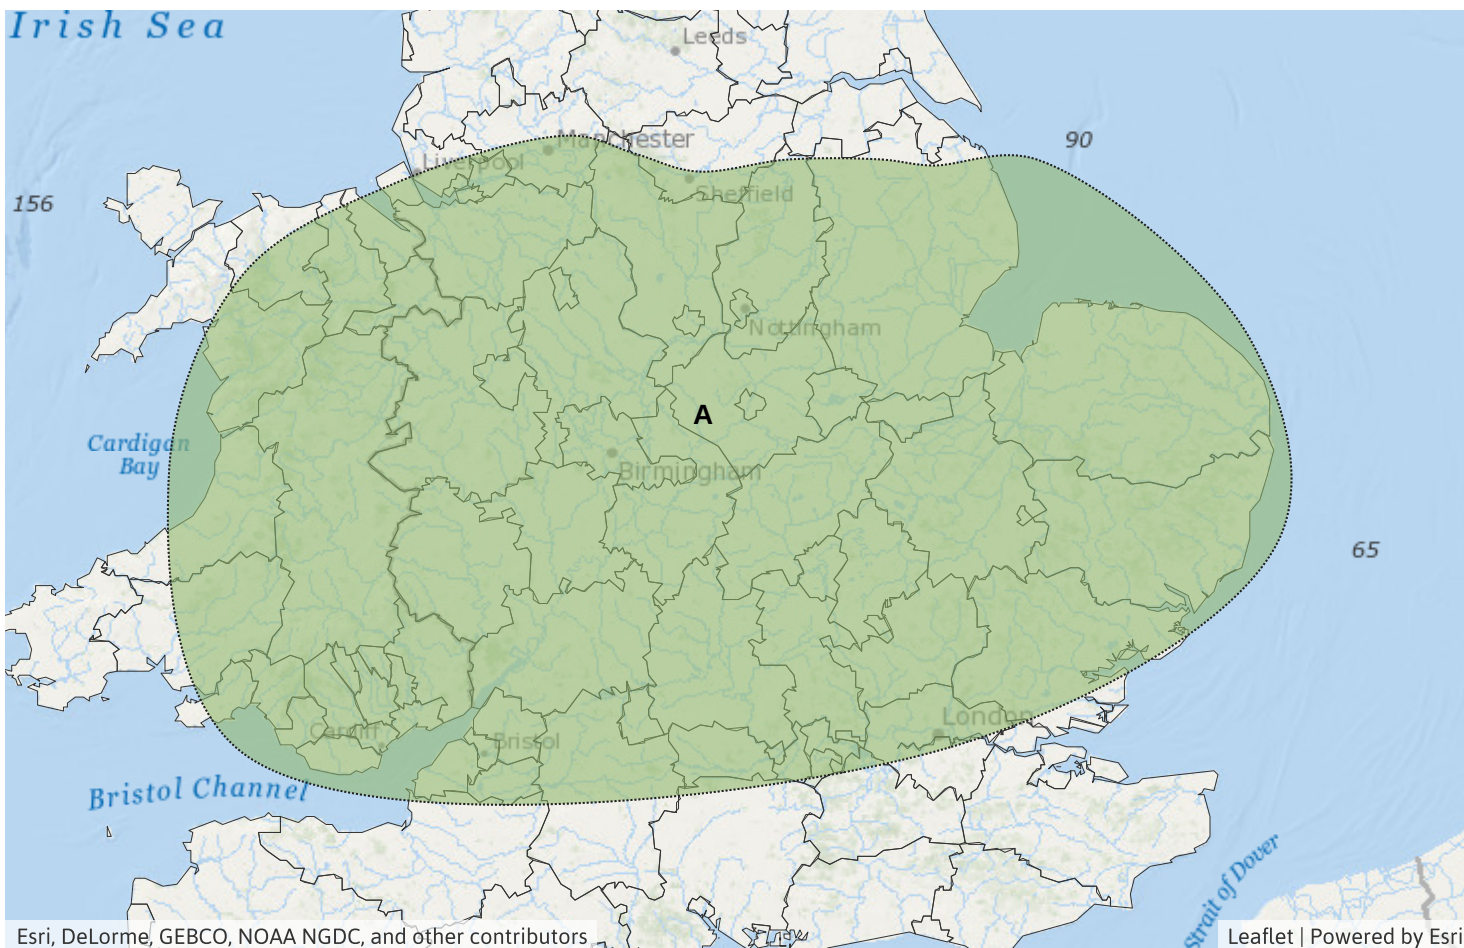 Irish Sea
Leeds
90
Manchester
Liverpool
Sheffield
156
Nottingham
A
Cardigan
Bay
Birmingham
65
London
Cardiff
Bristol
Bristol Channel
Strait of Dover
Esri, DeLorme, GEBCO, NOAA NGDC, and other contributors
Leaflet | Powered by Esri